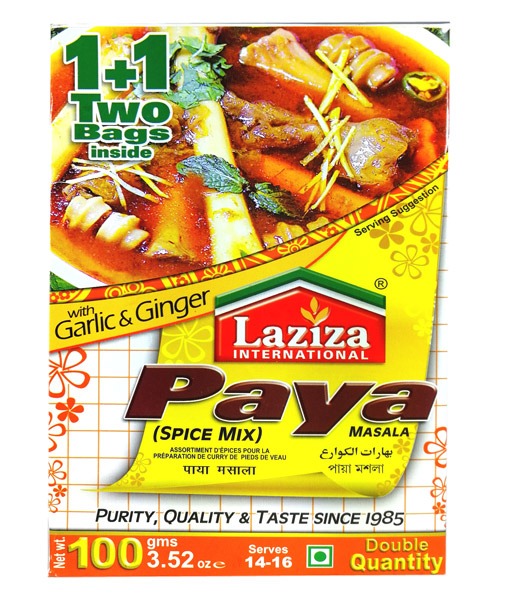 1+1
Two
Bags
inside
Serving Suggestion
with
Garlic & Ginger
®
Laziza
INTERNATIONAL
Paya
(SPICE MIX)
MASALA
ASSORTIMENT D'ÉPICES POUR LA
PRÉPARATION DE CURRY DE PIEDS DE VEAU
بهارات الكوارع
पाया मसाला
পায়া মশলা
PURITY, QUALITY & TASTE SINCE 1985
Net wt. 100 gms
3.52 oz e
Serves
14-16
Double
Quantity